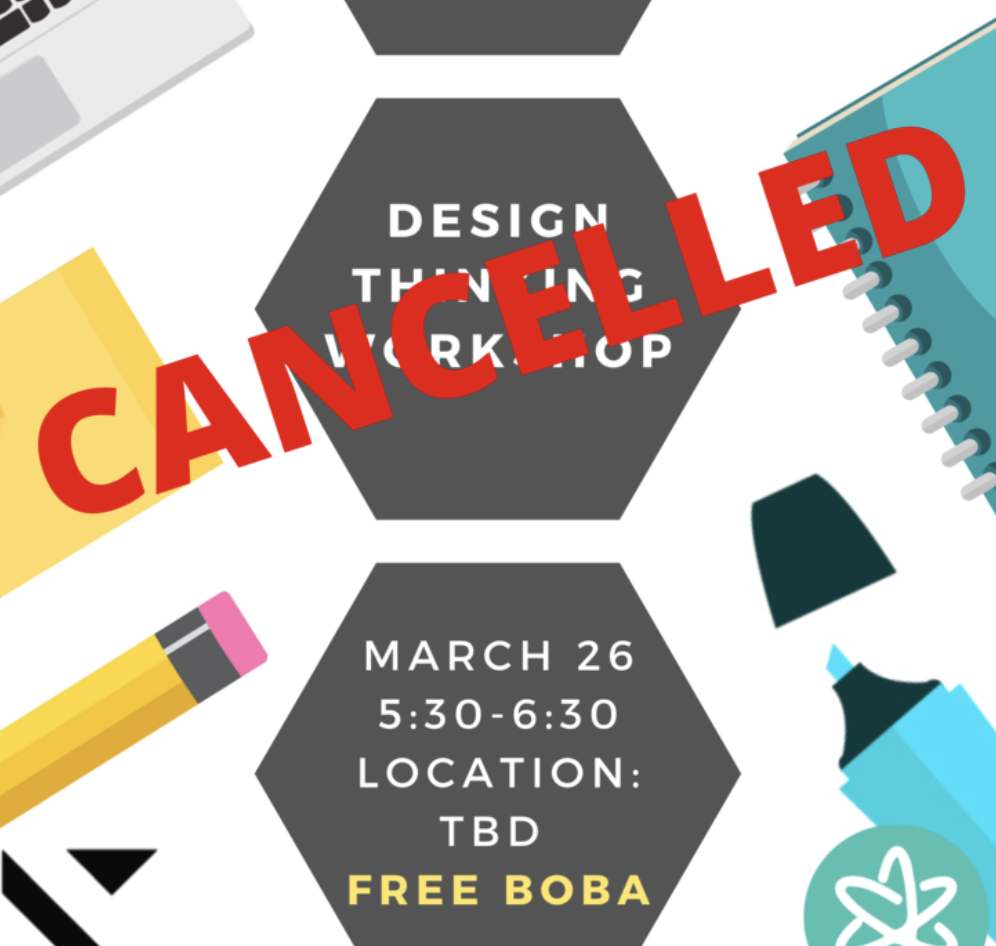 DESIGN
THINKING
WORKSHOP
CANCELLED
MARCH 26
5:30-6:30
LOCATION:
TBD
FREE BOBA